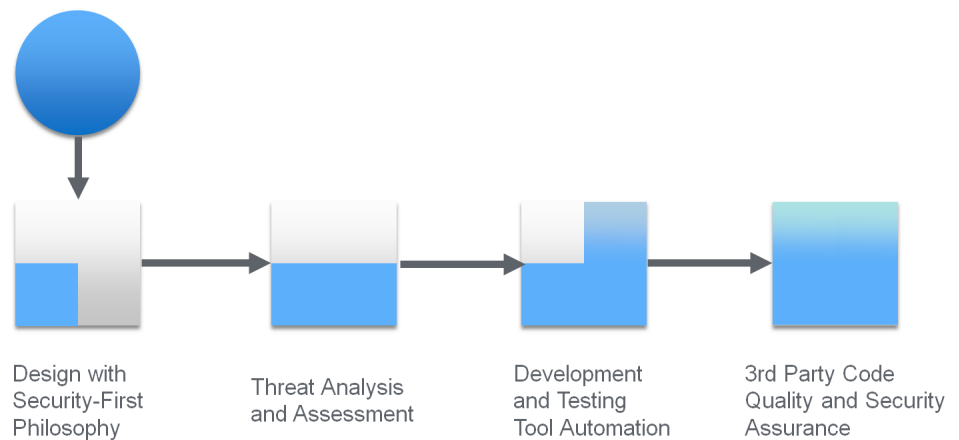 Design with
Security-First
Philosophy
Threat Analysis
and Assessment
Development
and Testing
Tool Automation
3rd Party Code
Quality and Security
Assurance